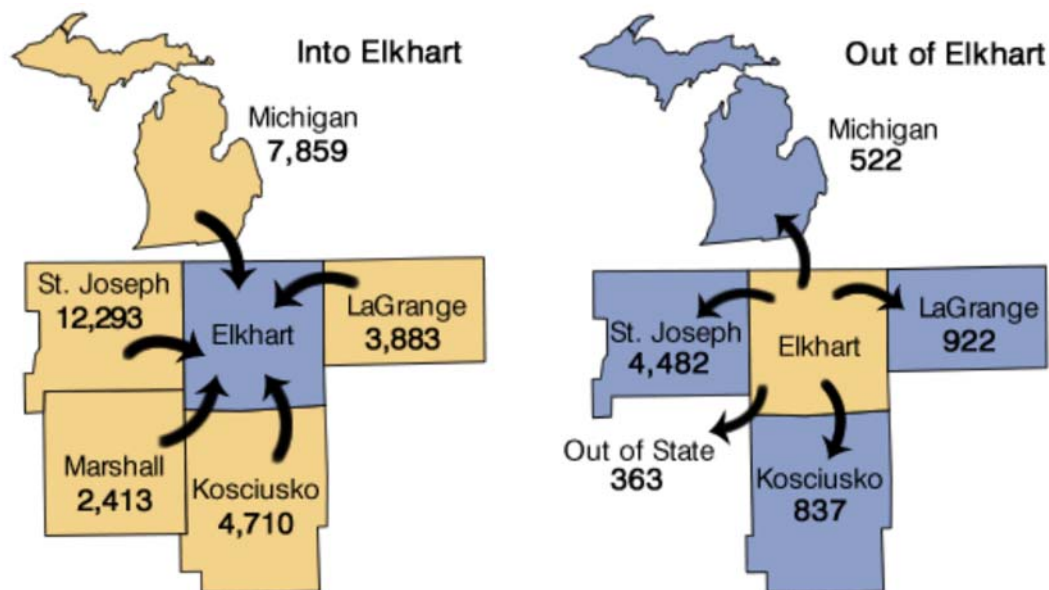 Into Elkhart
Michigan
7,859
St. Joseph
12,293
Elkhart
LaGrange
3,883
Marshall
2,413
Kosciusko
4,710
Out of Elkhart
Michigan
522
St. Joseph
4,482
Elkhart
LaGrange
922
Out of State
363
Kosciusko
837